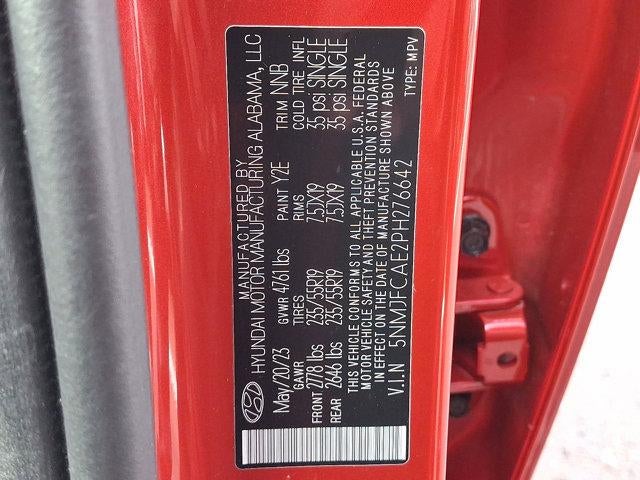 MANUFACTURED BY
HYUNDAI MOTOR MANUFACTURING ALABAMA, LLC
May/20/23 GVWR 4761 lbs PAINT Y2E TRIM NNB
GAWR TIRES RIMS COLD TIRE INFL
FRONT 2778 lbs 235/55R19 7.5JX19 35 psi SINGLE
REAR 2646 lbs 235/55R19 7.5JX19 35 psi SINGLE
THIS VEHICLE CONFORMS TO ALL APPLICABLE U.S.A. FEDERAL
MOTOR VEHICLE SAFETY AND THEFT PREVENTION STANDARDS
IN EFFECT ON THE DATE OF MANUFACTURE SHOWN ABOVE
V.I.N 5NMJFCAE2PH276642 TYPE: MPV